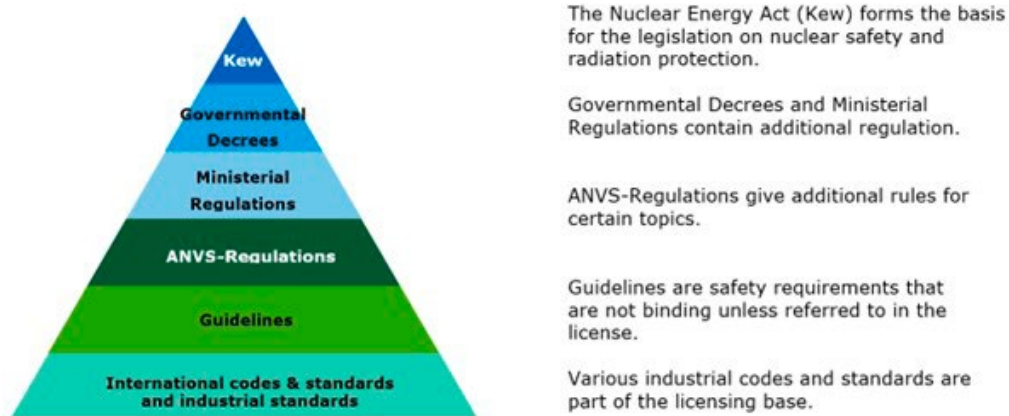 Kew
Governmental
Decrees
Ministerial
Regulations
ANVS-Regulations
Guidelines
International codes & standards
and industrial standards
The Nuclear Energy Act (Kew) forms the basis
for the legislation on nuclear safety and
radiation protection.
Governmental Decrees and Ministerial
Regulations contain additional regulation.
ANVS-Regulations give additional rules for
certain topics.
Guidelines are safety requirements that
are not binding unless referred to in the
license.
Various industrial codes and standards are
part of the licensing base.